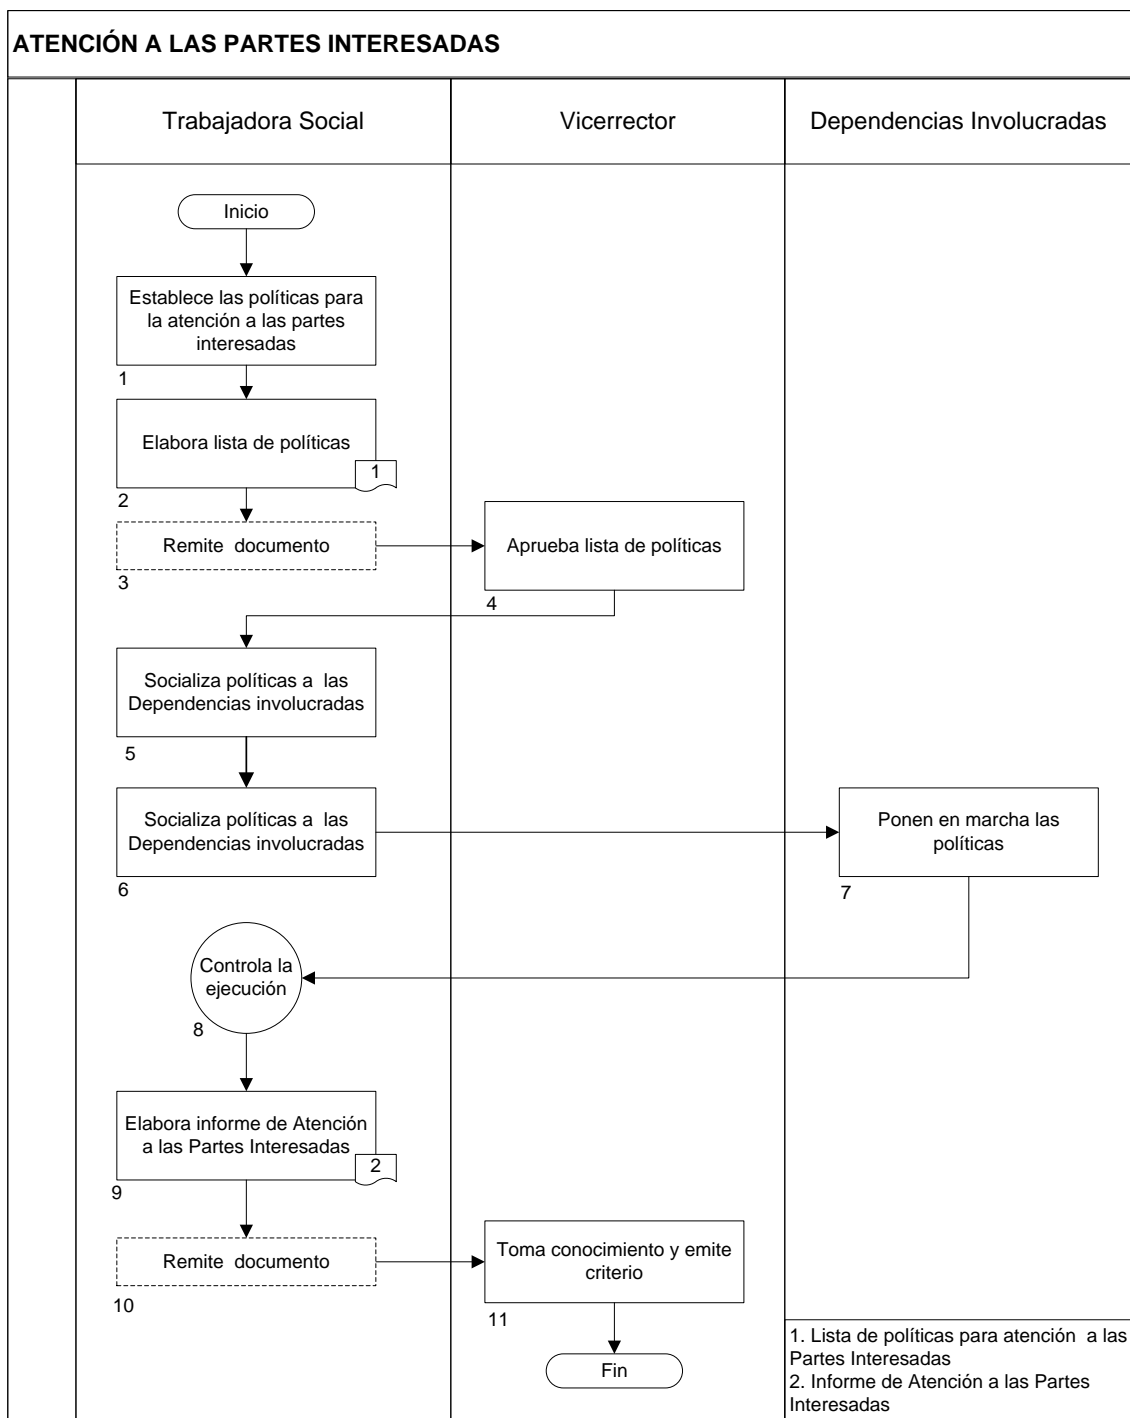 ATENCIÓN A LAS PARTES INTERESADAS
Trabajadora Social
Vicerrector
Dependencias Involucradas
Inicio
Establece las políticas para
la atención a las partes
interesadas
1
Elabora lista de políticas
1
2
Remite documento
3
Aprueba lista de políticas
4
Socializa políticas a las
Dependencias involucradas
5
Socializa políticas a las
Dependencias involucradas
6
Ponen en marcha las
políticas
7
Controla la
ejecución
8
Elabora informe de Atención
a las Partes Interesadas
2
9
Remite documento
10
Toma conocimiento y emite
criterio
11
Fin
1. Lista de políticas para atención a las
Partes Interesadas
2. Informe de Atención a las Partes
Interesadas